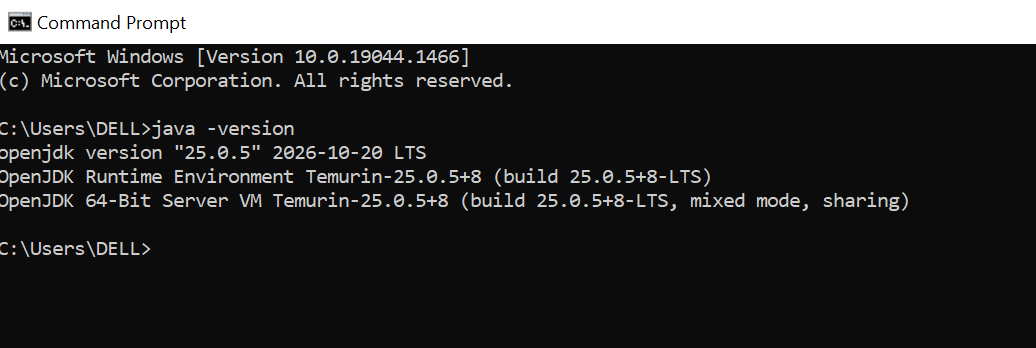 Command Prompt
Microsoft Windows [Version 10.0.19044.1466]
(c) Microsoft Corporation. All rights reserved.
C:\Users\DELL>java -version
openjdk version "25.0.5" 2026-10-20 LTS
OpenJDK Runtime Environment Temurin-25.0.5+8 (build 25.0.5+8-LTS)
OpenJDK 64-Bit Server VM Temurin-25.0.5+8 (build 25.0.5+8-LTS, mixed mode, sharing)
C:\Users\DELL>